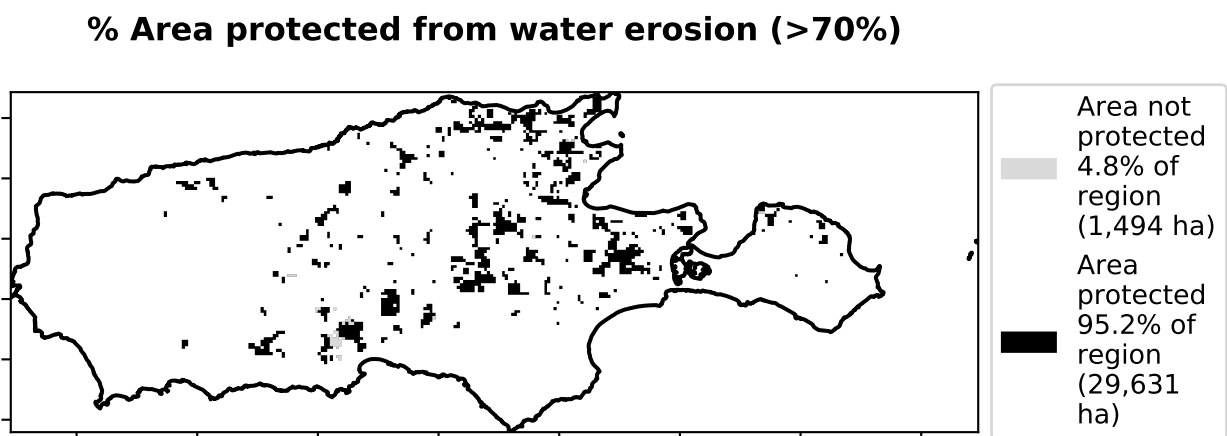 % Area protected from water erosion (>70%)
Area not
protected
4.8% of
region
(1,494 ha)
Area
protected
95.2% of
region
(29,631
ha)